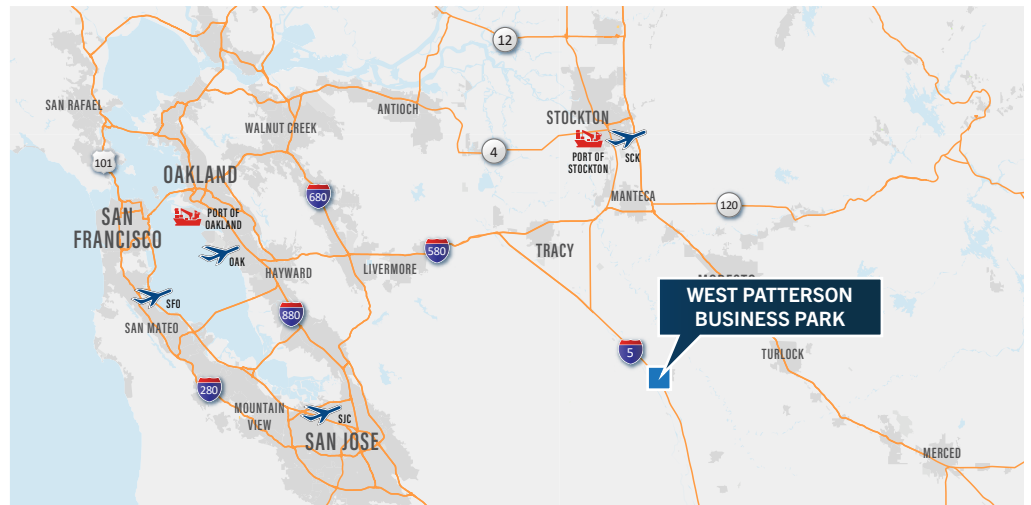 12
SAN RAFAEL
ANTIOCH
STOCKTON
WALNUT CREEK
4
PORT OF
STOCKTON
SCK
101
OAKLAND
680
MANTECA
120
PORT OF
OAKLAND
SAN
FRANCISCO
OAK
TRACY
580
HAYWARD
LIVERMORE
WEST PATTERSON
BUSINESS PARK
SFO
880
SAN MATEO
5
TURLOCK
280
MOUNTAIN
VIEW
SJC
SAN JOSE
MERCED